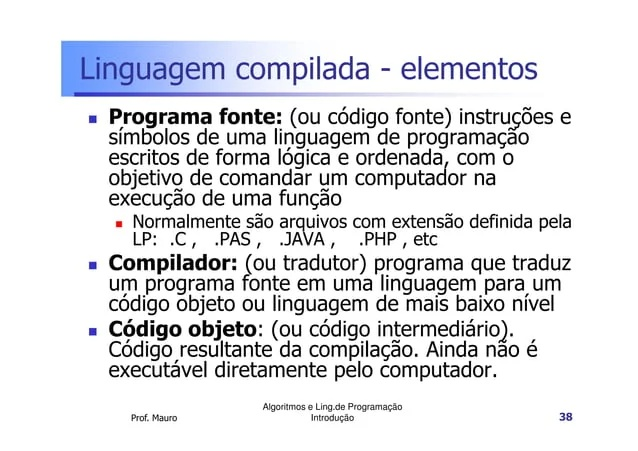 Linguagem compilada - elementos
Programa fonte: (ou código fonte) instruções e
símbolos de uma linguagem de programação
escritos de forma lógica e ordenada, com o
objetivo de comandar um computador na
execução de uma função
Normalmente são arquivos com extensão definida pela
LP: .C , .PAS , .JAVA , .PHP , etc
Compilador: (ou tradutor) programa que traduz
um programa fonte em uma linguagem para um
código objeto ou linguagem de mais baixo nível
Código objeto: (ou código intermediário).
Código resultante da compilação. Ainda não é
executável diretamente pelo computador.
Prof. Mauro
Algoritmos e Ling.de Programação
Introdução
38